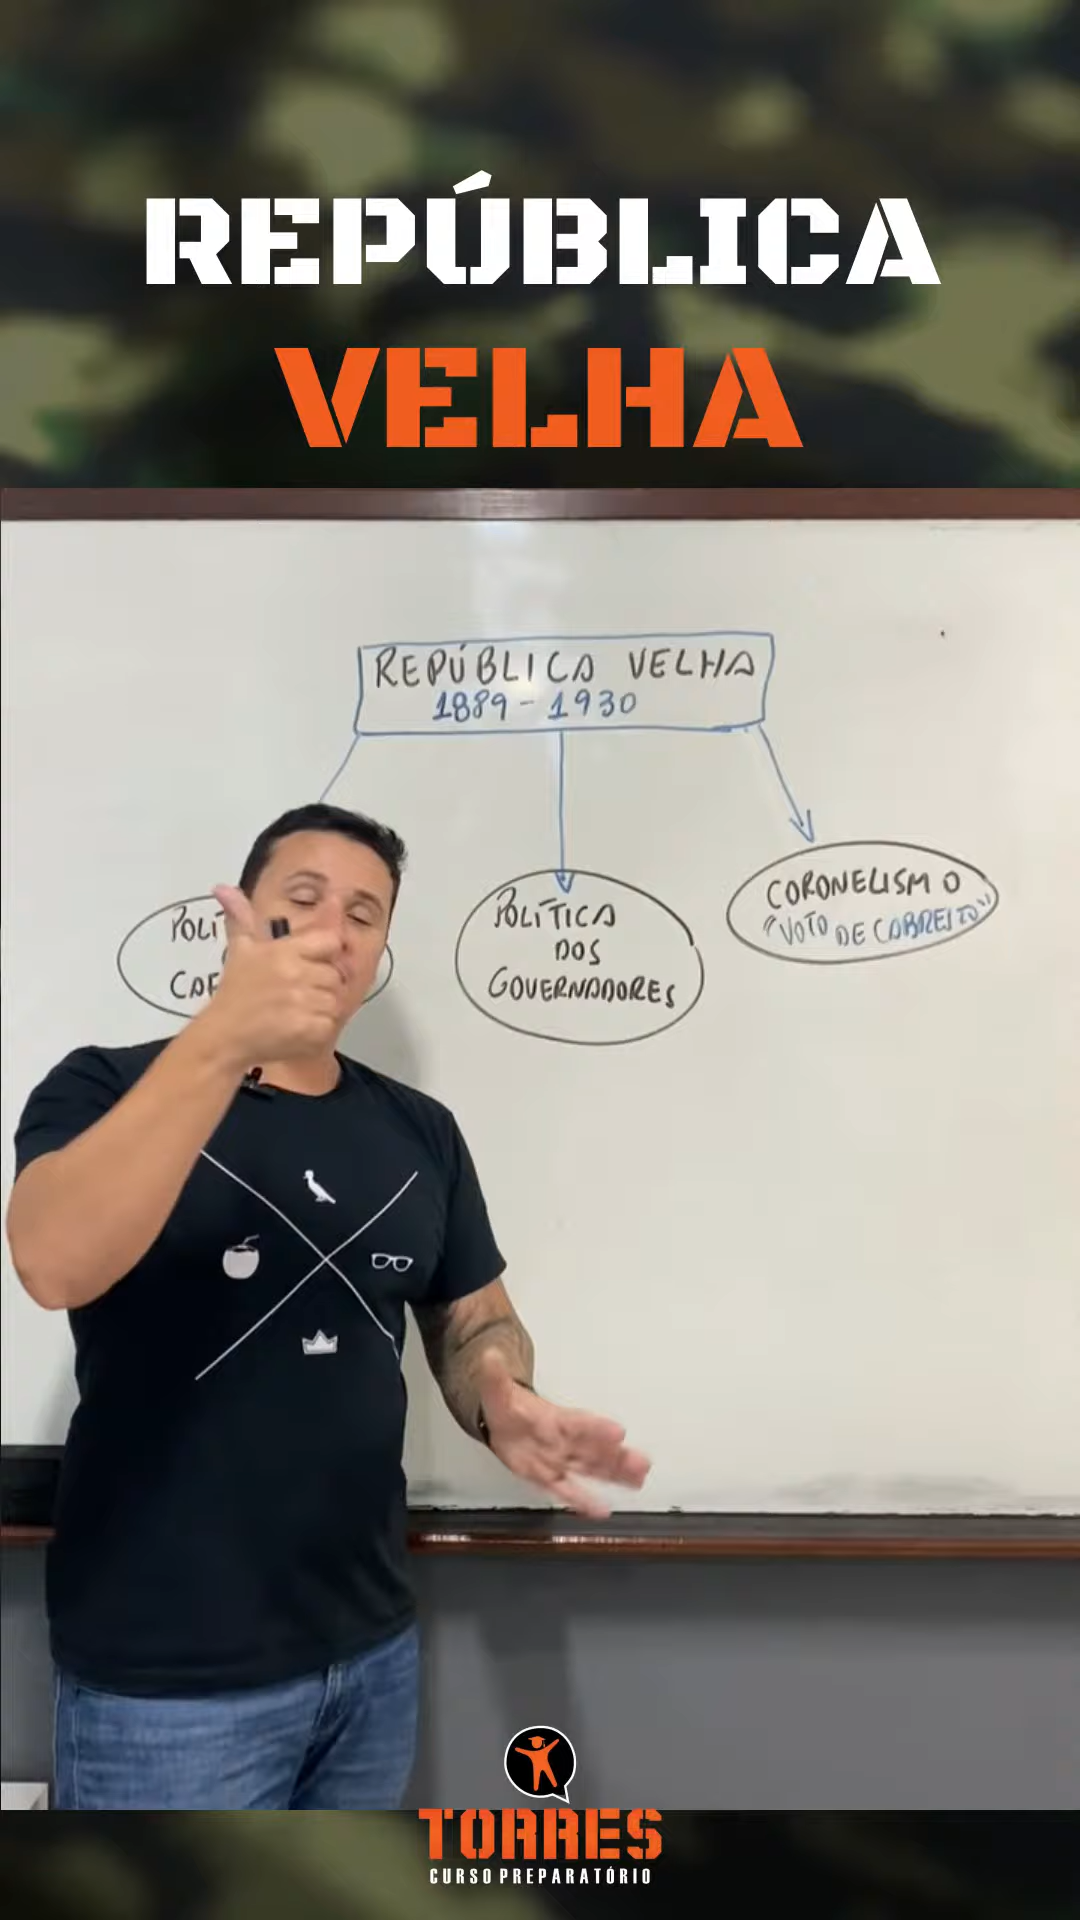 REPÚBLICA
VELHA
REPÚBLICA VELHA
1889-1930
POLÍTICA
DOS
GOVERNADORES
CORONELISMO
"VOTO DE CABRESTO"
TORRES
CURSO PREPARATÓRIO